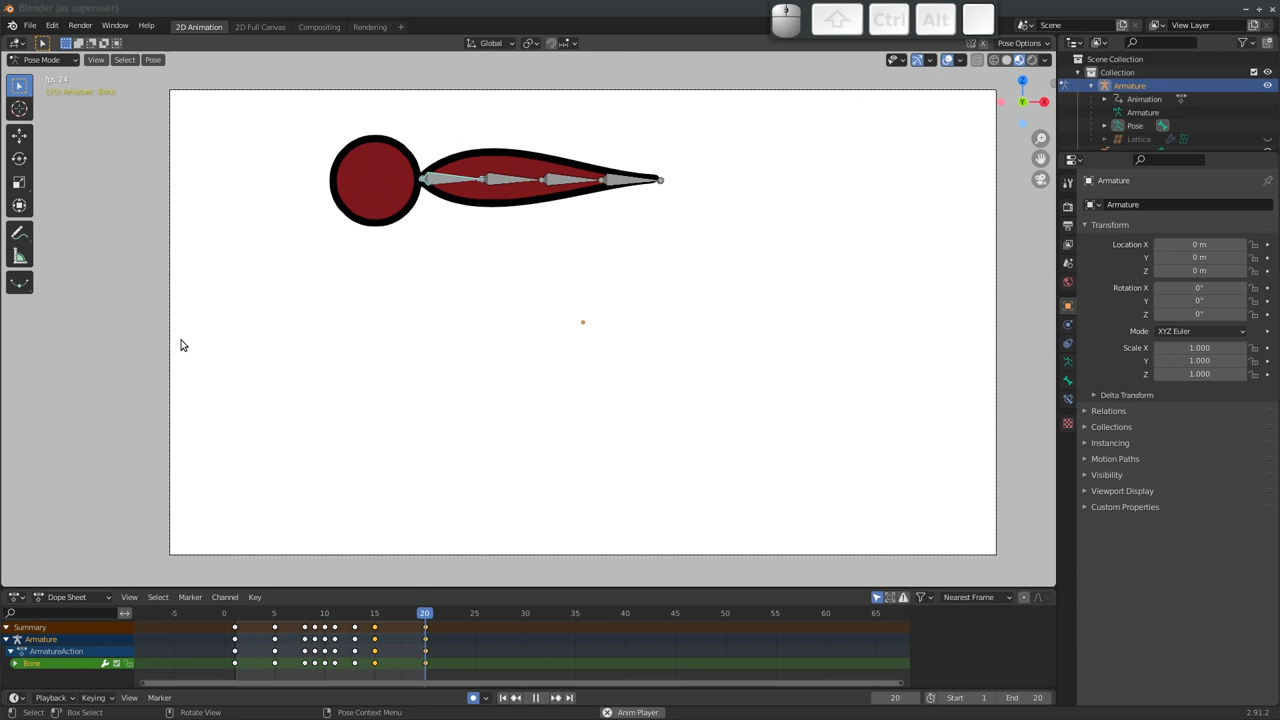 Blender (as superuser)
File Edit Render Window Help 2D Animation 2D Full Canvas Compositing Rendering + Ctrl Alt Scene View Layer
Global Pose Options
Pose Mode View Select Pose
fps: 24
(20) Armature : Bone
Z
Y
X
Scene Collection
Collection
Armature
Animation
Armature
Pose
Lattice
Armature
Armature
Transform
Location X 0 m
Y 0 m
Z 0 m
Rotation X 0°
Y 0°
Z 0°
Mode XYZ Euler
Scale X 1.000
Y 1.000
Z 1.000
Delta Transform
Relations
Collections
Instancing
Motion Paths
Visibility
Viewport Display
Custom Properties
Dope Sheet View Select Marker Channel Key Nearest Frame
-5 0 5 10 15 20 25 30 35 40 45 50 55 60 65
Summary
Armature
ArmatureAction
Bone
Playback Keying View Marker 20 Start 1 End 20
Select Box Select Rotate View Pose Context Menu Anim Player 2.91.2